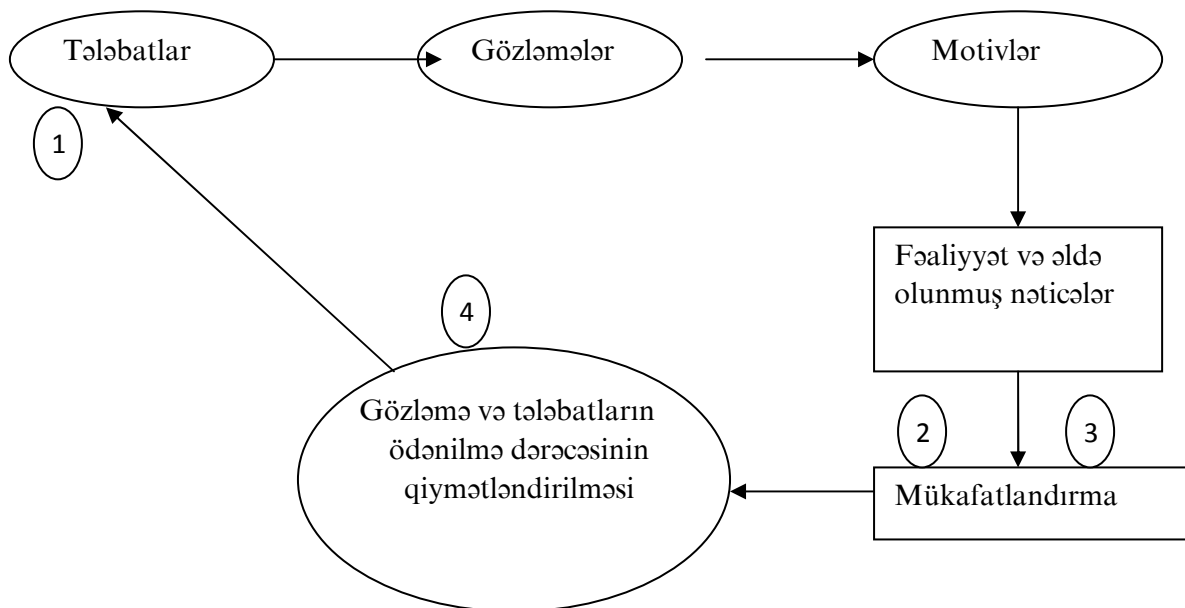 Tələbatlar
Gözləmələr
Motivlər
1
Fəaliyyət və əldə
olunmuş nəticələr
4
Gözləmə və tələbatların
ödənilmə dərəcəsinin
qiymətləndirilməsi
2
3
Mükafatlandırma